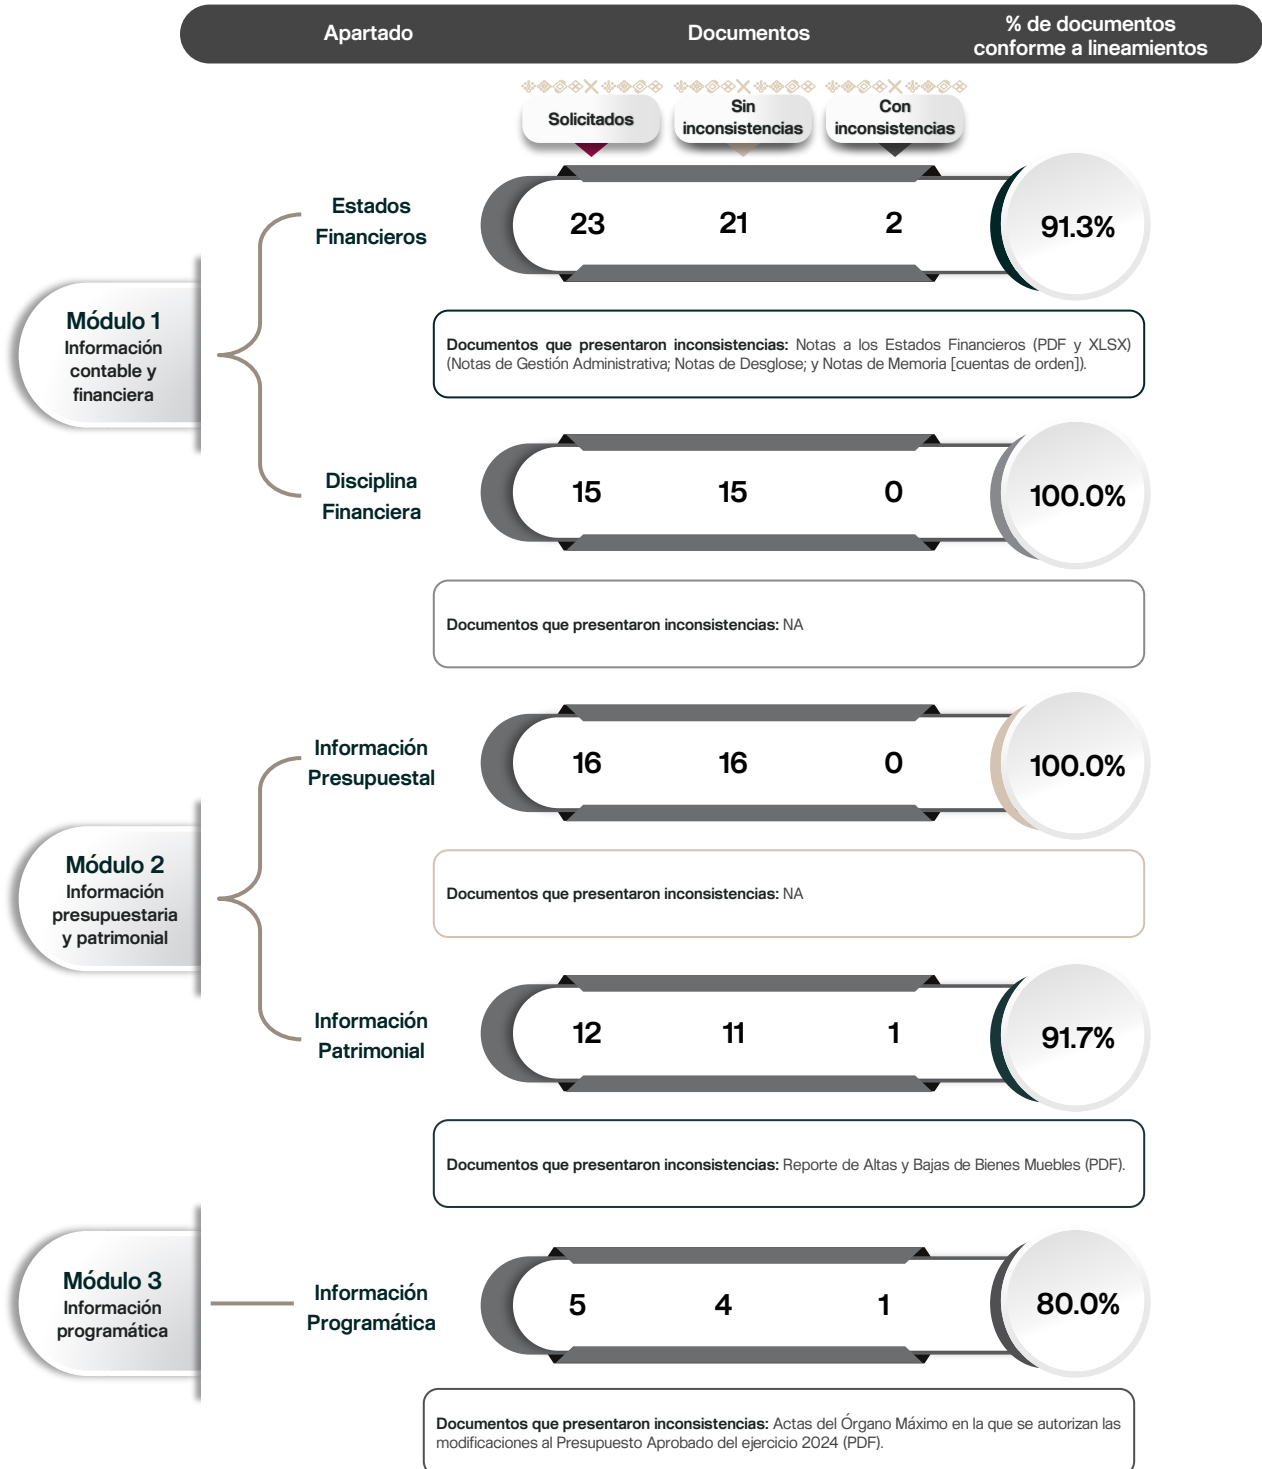 Apartado
Documentos
% de documentos
conforme a lineamientos
Solicitados
Sin
inconsistencias
Con
inconsistencias
Módulo 1
Información
contable y
financiera
Estados
Financieros
23 21 2 91.3%
Documentos que presentaron inconsistencias: Notas a los Estados Financieros (PDF y XLSX)
(Notas de Gestión Administrativa; Notas de Desglose; y Notas de Memoria [cuentas de orden]).
Disciplina
Financiera
15 15 0 100.0%
Documentos que presentaron inconsistencias: NA
Módulo 2
Información
presupuestaria
y patrimonial
Información
Presupuestal
16 16 0 100.0%
Documentos que presentaron inconsistencias: NA
Información
Patrimonial
12 11 1 91.7%
Documentos que presentaron inconsistencias: Reporte de Altas y Bajas de Bienes Muebles (PDF).
Módulo 3
Información
programática
Información
Programática
5 4 1 80.0%
Documentos que presentaron inconsistencias: Actas del Órgano Máximo en la que se autorizan las
modificaciones al Presupuesto Aprobado del ejercicio 2024 (PDF).